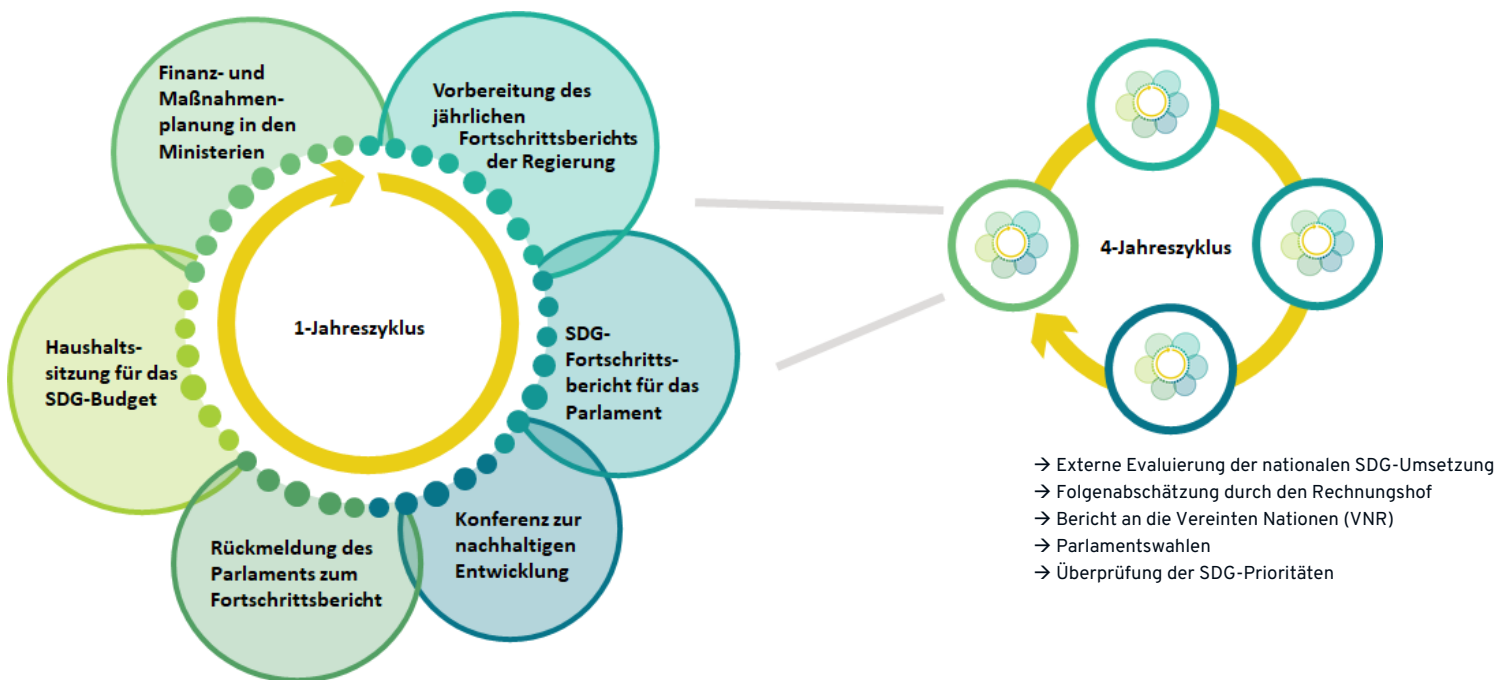 Finanz- und
Maßnahmen-
planung in den
Ministerien
Vorbereitung des
jährlichen
Fortschrittsberichts
der Regierung
SDG-
Fortschritts-
bericht für das
Parlament
Konferenz zur
nachhaltigen
Entwicklung
Rückmeldung des
Parlaments zum
Fortschrittsbericht
Haushalts-
sitzung für das
SDG-Budget
1-Jahreszyklus
4-Jahreszyklus
→ Externe Evaluierung der nationalen SDG-Umsetzung
→ Folgenabschätzung durch den Rechnungshof
→ Bericht an die Vereinten Nationen (VNR)
→ Parlamentswahlen
→ Überprüfung der SDG-Prioritäten